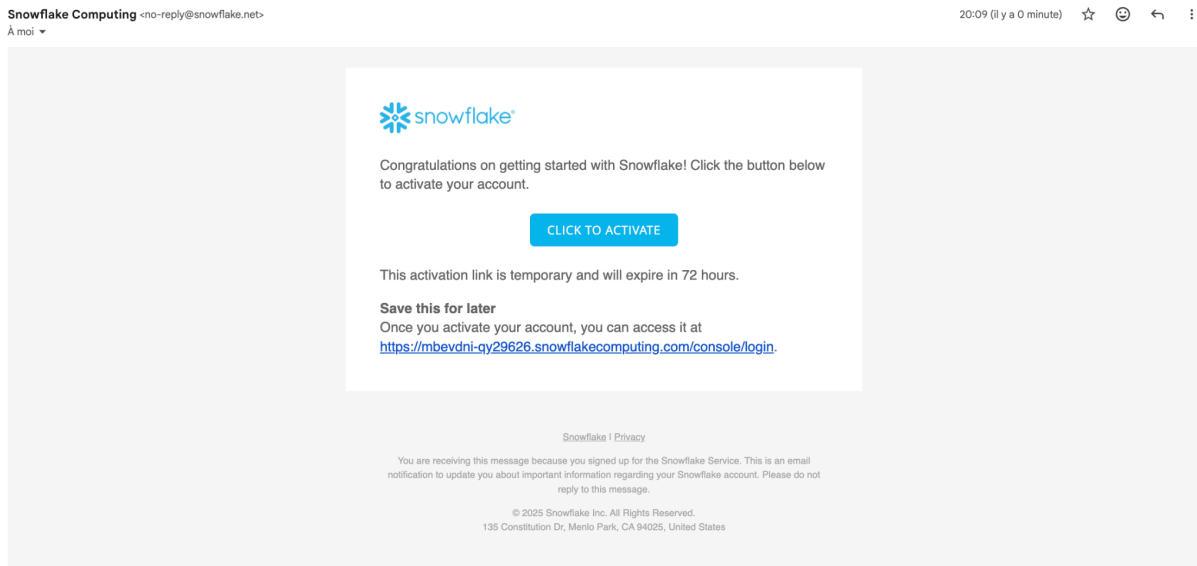 Snowflake Computing <no-reply@snowflake.net>
20:09 (il y a 0 minute)
À moi
snowflake®
Congratulations on getting started with Snowflake! Click the button below
to activate your account.
CLICK TO ACTIVATE
This activation link is temporary and will expire in 72 hours.
Save this for later
Once you activate your account, you can access it at
https://mbevdni-qy29626.snowflakecomputing.com/console/login.
Snowflake | Privacy
You are receiving this message because you signed up for the Snowflake Service. This is an email
notification to update you about important information regarding your Snowflake account. Please do not
reply to this message.
© 2025 Snowflake Inc. All Rights Reserved.
135 Constitution Dr, Menlo Park, CA 94025, United States